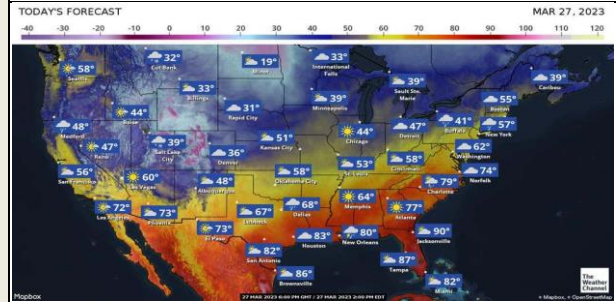 TODAY'S FORECAST
MAR 27, 2023
-40 -30 -20 -10 0 10 20 30 40 50 60 70 80 90 100 110 120
58°
Seattle
32°
Cut Bank
19°
Minot
33°
International
Falls
39°
Caribou
33°
Billings
39°
Sault Ste.
Marie
44°
Boise
31°
Rapid City
39°
Minneapolis
55°
Boston
48°
Medford
41°
Buffalo
57°
New York
47°
Reno
39°
Salt Lake
City
51°
Kansas City
44°
Chicago
47°
Detroit
36°
Denver
62°
Washington
56°
San Francisco
60°
Las Vegas
48°
Albuquerque
58°
Oklahoma City
53°
St. Louis
58°
Cincinnati
74°
Norfolk
79°
Charlotte
72°
Los Angeles
73°
Phoenix
67°
68°
Dallas
64°
Memphis
77°
Atlanta
73°
El Paso
83°
Houston
80°
New Orleans
90°
Jacksonville
82°
San Antonio
87°
Tampa
86°
Brownsville
82°
Miami
The
Weather
Channel
Mapbox
27 MAR 2023 6:00 PM GMT / 27 MAR 2023 2:00 PM EDT
Mapbox, © OpenStreetMap